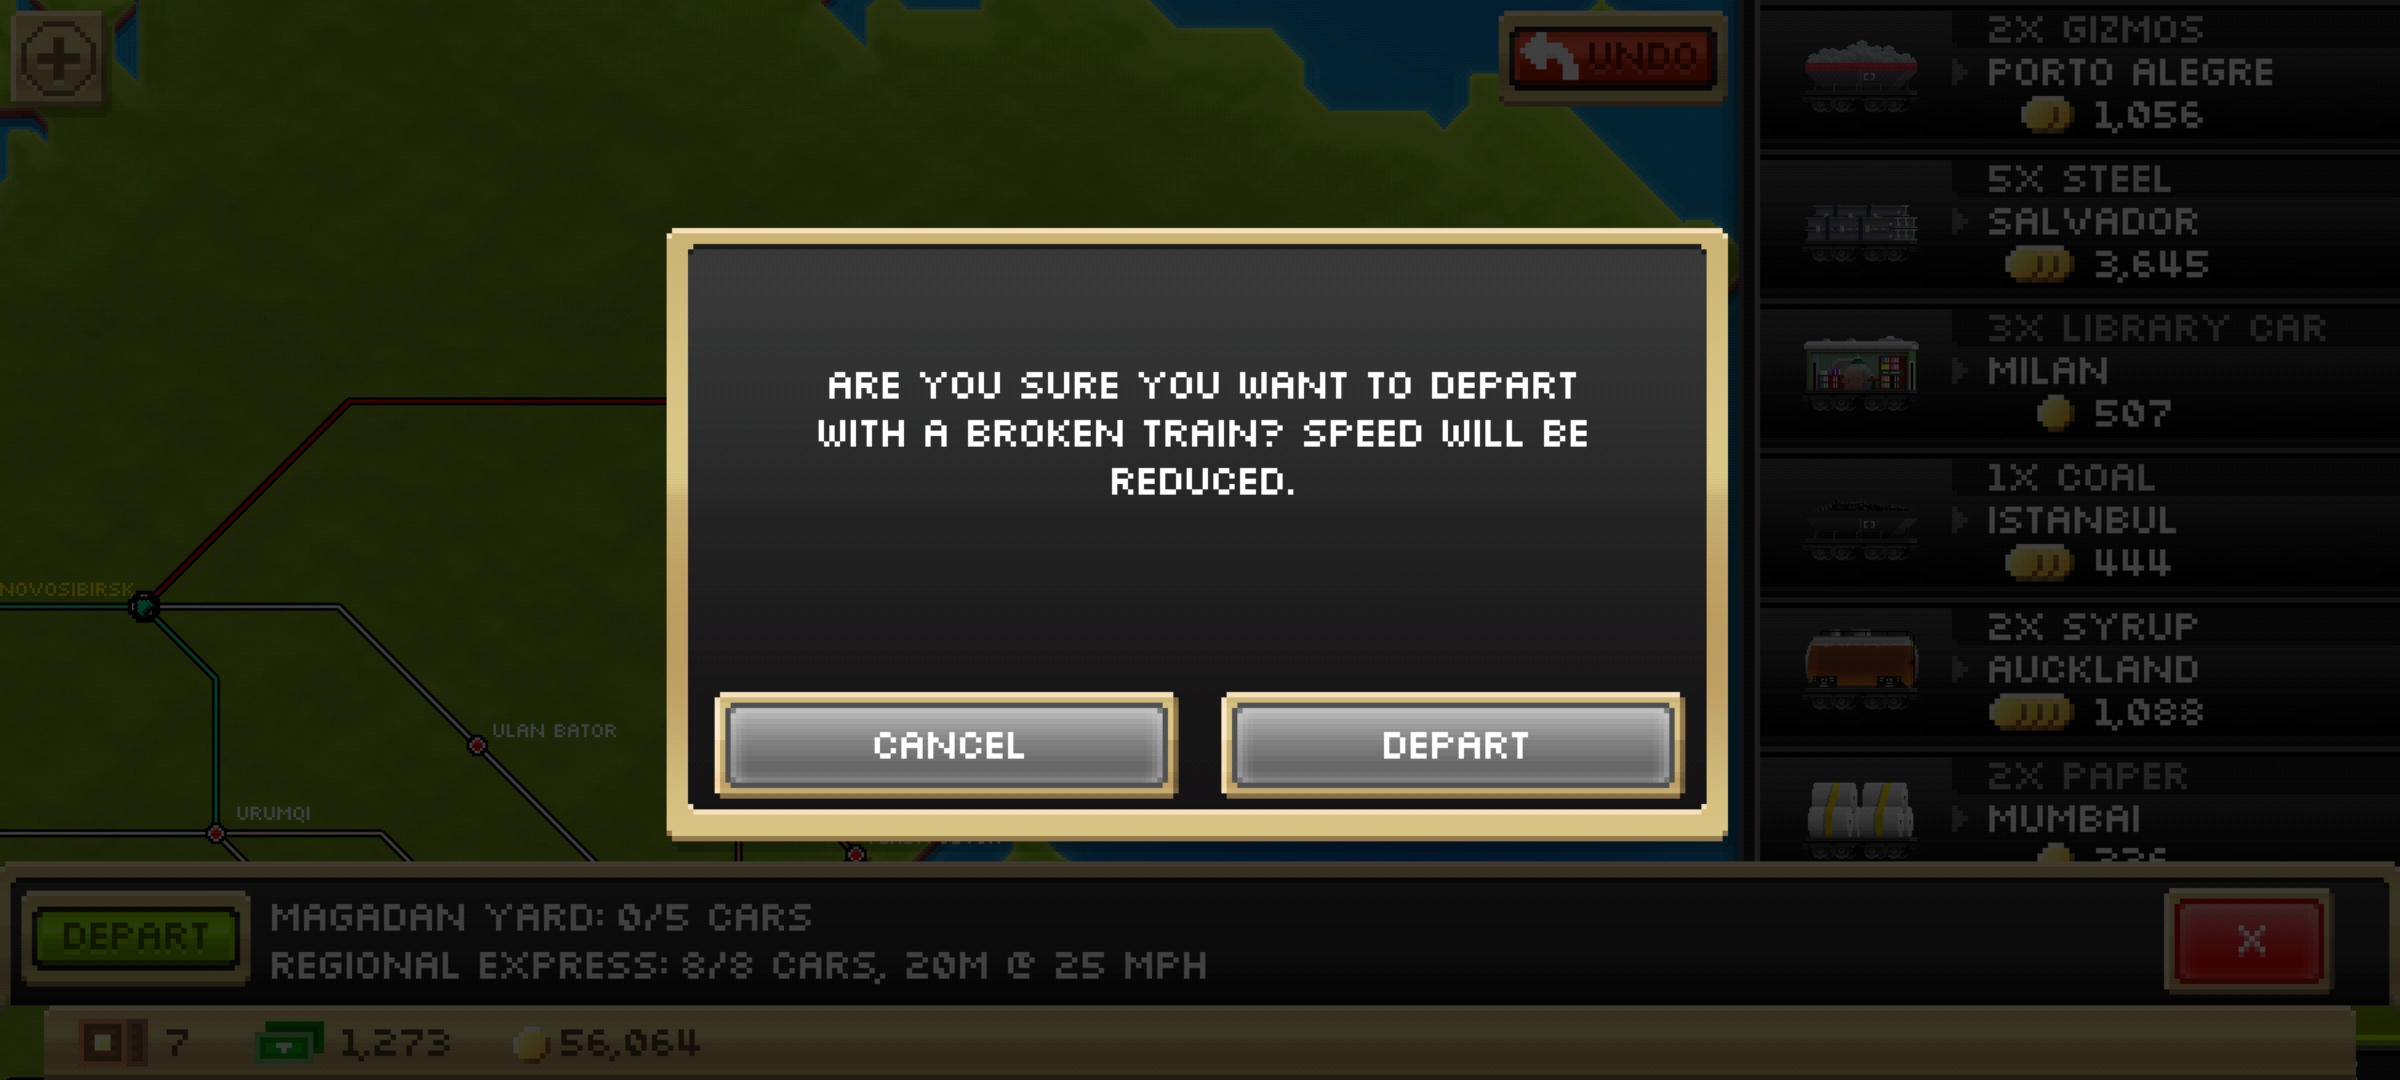 UNDO
2X GIZMOS
PORTO ALEGRE
1,056
5X STEEL
SALVADOR
3,645
3X LIBRARY CAR
MILAN
507
1X COAL
ISTANBUL
444
2X SYRUP
AUCKLAND
1,088
2X PAPER
MUMBAI
ARE YOU SURE YOU WANT TO DEPART
WITH A BROKEN TRAIN? SPEED WILL BE
REDUCED.
CANCEL
DEPART
NOVOSIBIRSK
ULAN BATOR
URUMQI
DEPART
MAGADAN YARD: 0/5 CARS
REGIONAL EXPRESS: 8/8 CARS, 20M @ 25 MPH
X
7
1,273
56,064